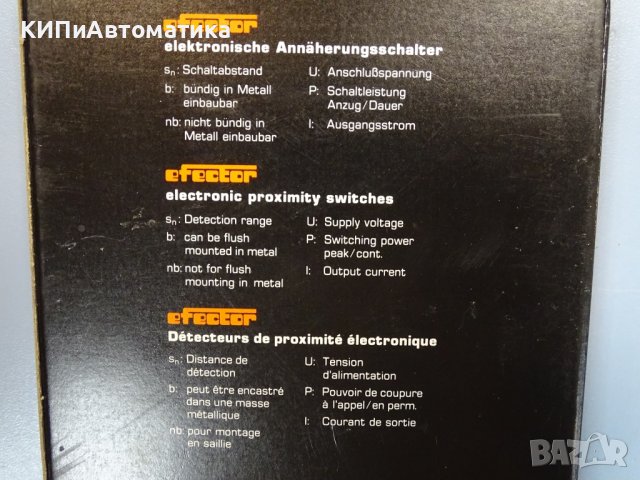 КИПиАвтоматика
efector
elektronische Annäherungsschalter
sn: Schaltabstand
b: bündig in Metall
einbaubar
nb: nicht bündig in
Metall einbaubar
U: Anschlußspannung
P: Schaltleistung
Anzug/Dauer
I: Ausgangsstrom
efector
electronic proximity switches
sn: Detection range
b: can be flush
mounted in metal
nb: not for flush
mounting in metal
U: Supply voltage
P: Switching power
peak/cont.
I: Output current
efector
Détecteurs de proximité électronique
sn: Distance de
détection
b: peut être encastré
dans une masse
métallique
nb: pour montage
en saillie
U: Tension
d'alimentation
P: Pouvoir de coupure
à l'appel/en perm.
I: Courant de sortie
BAZAR